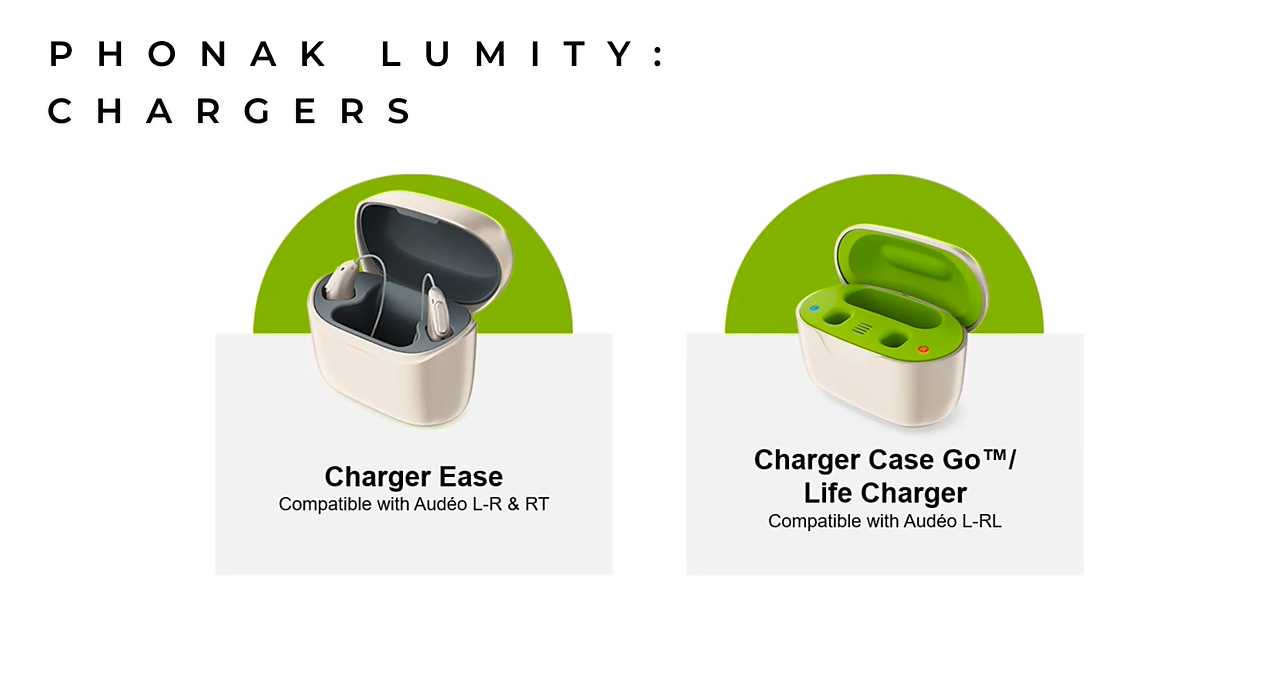 PHONAK LUMITY:
CHARGERS
Charger Ease
Compatible with Audéo L-R & RT
Charger Case Go™/
Life Charger
Compatible with Audéo L-RL